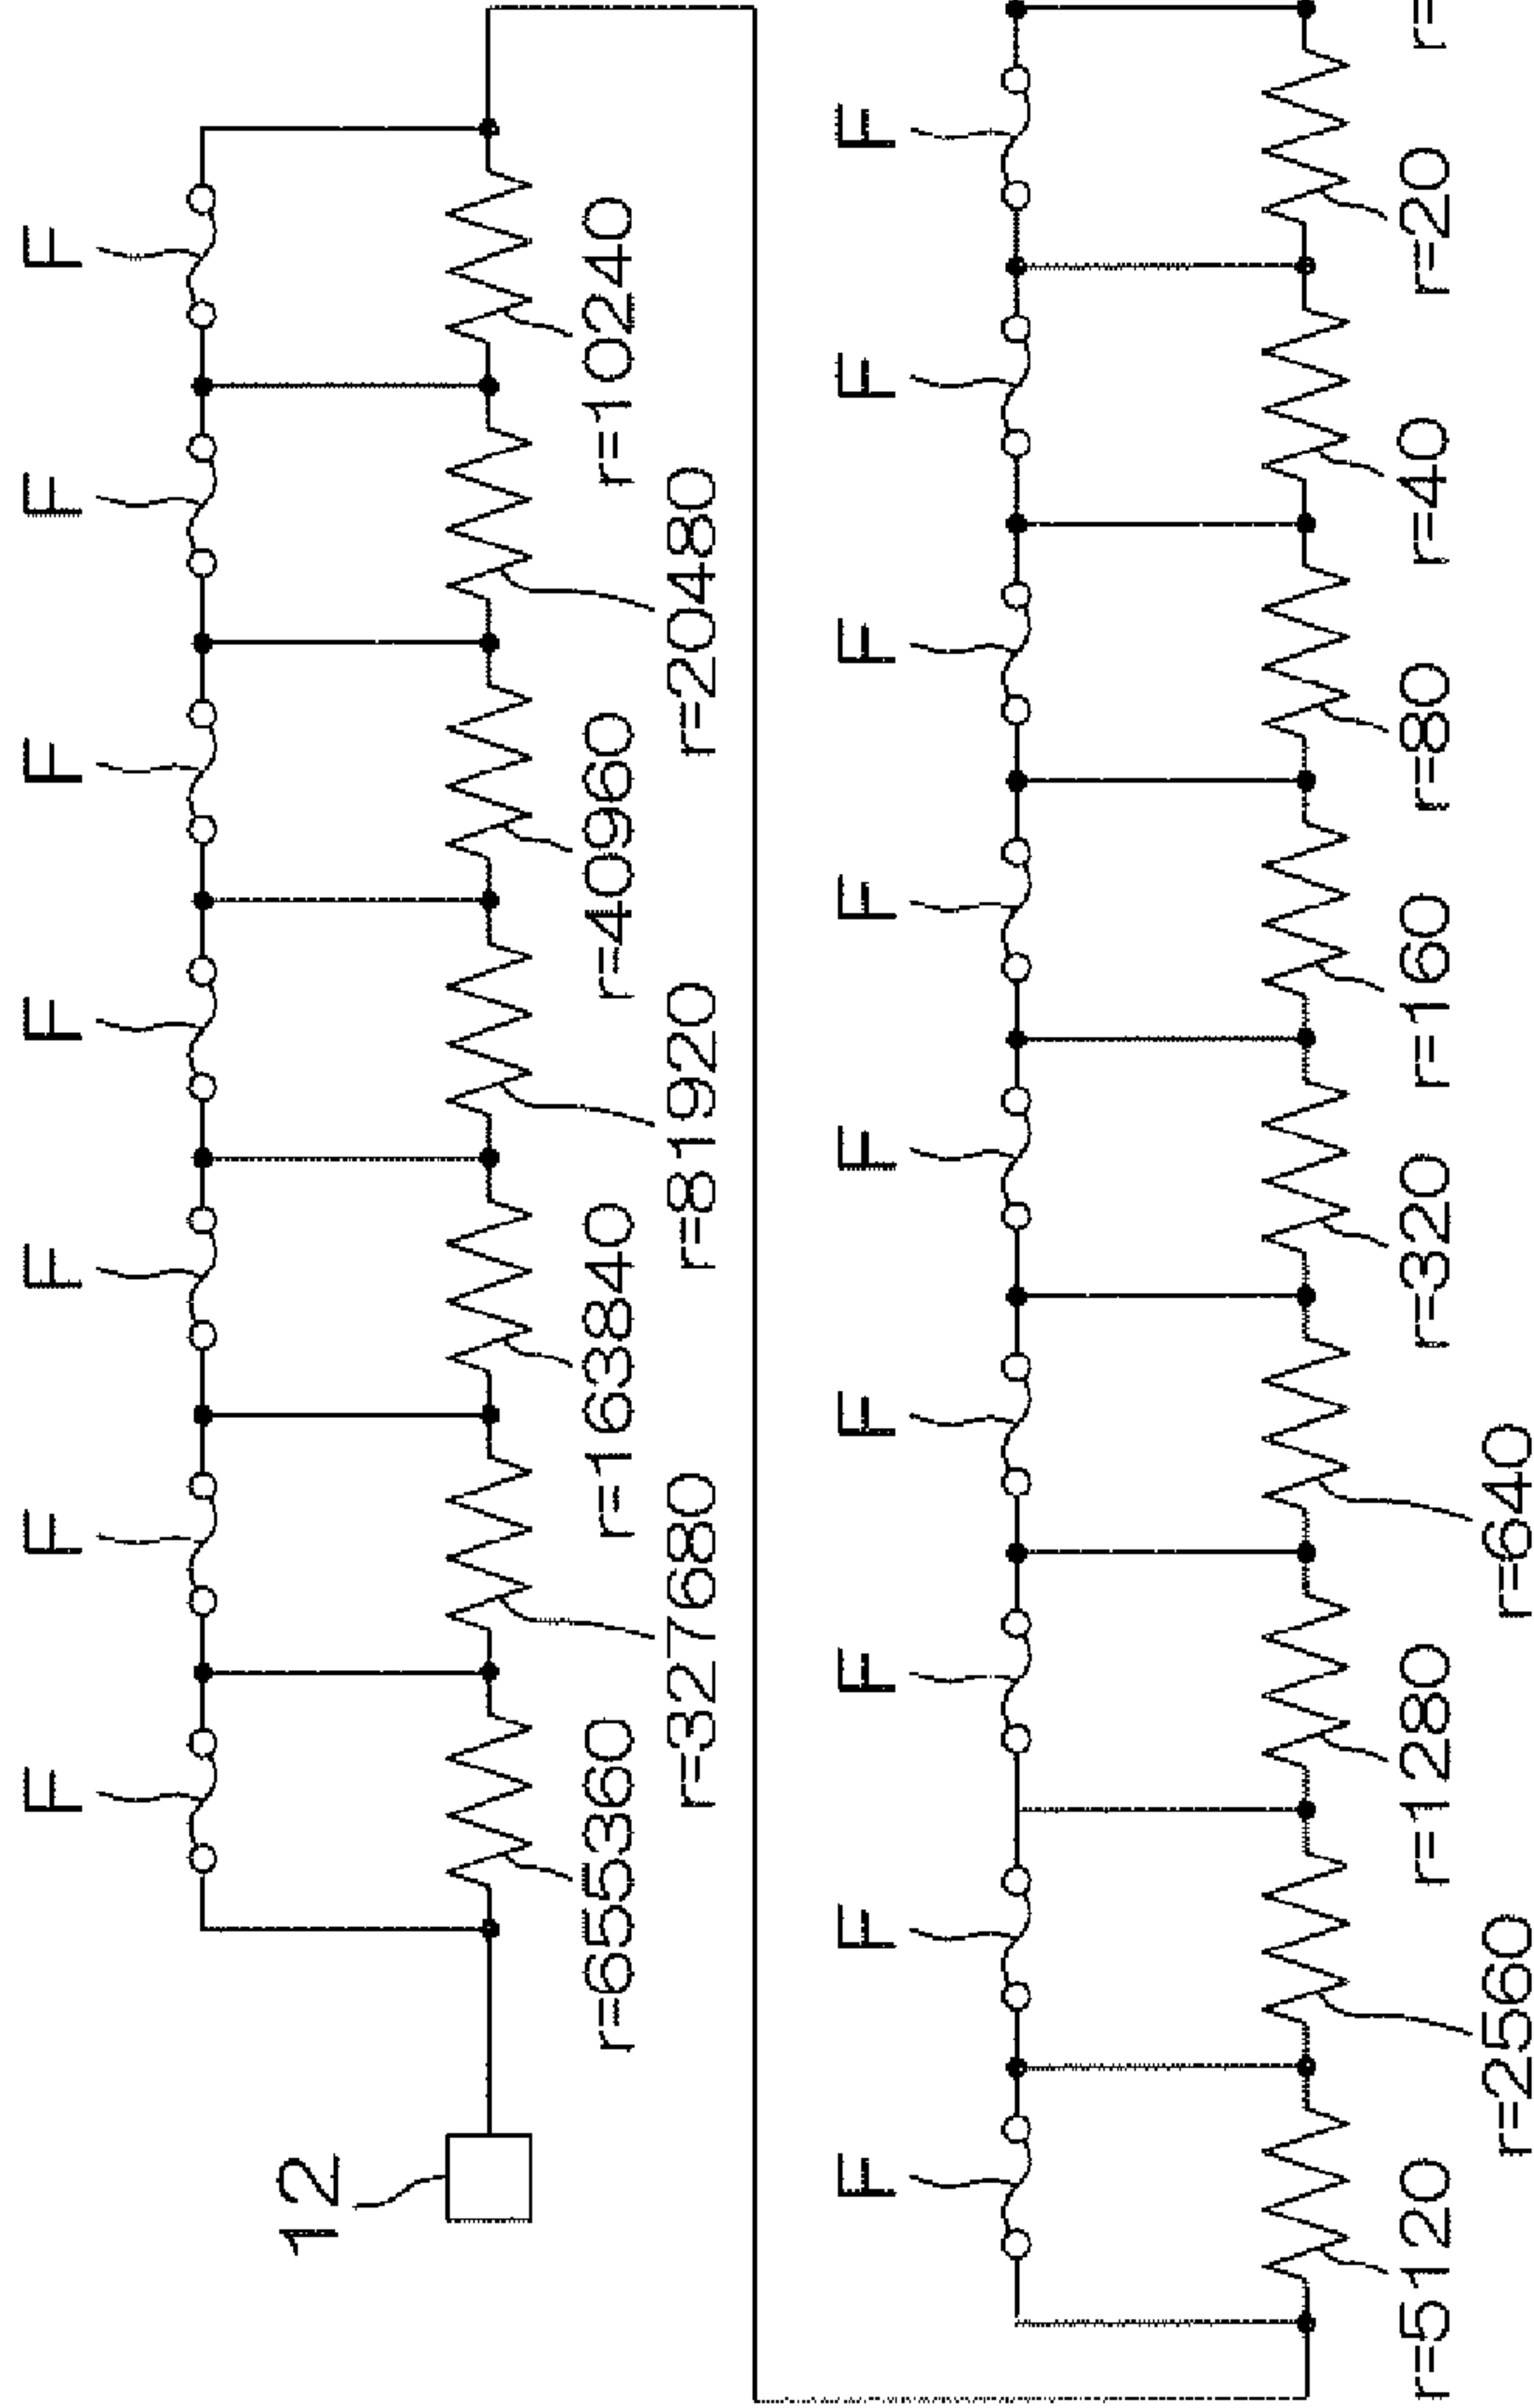 F F F F F F F
12
r=655360 r=163840 r=40960 r=10240
r=327680 r=81920 r=20480
F F F F F F F F F
r=5120 r=1280 r=320 r=160 r=80 r=40 r=20 r=
r=2560 r=640